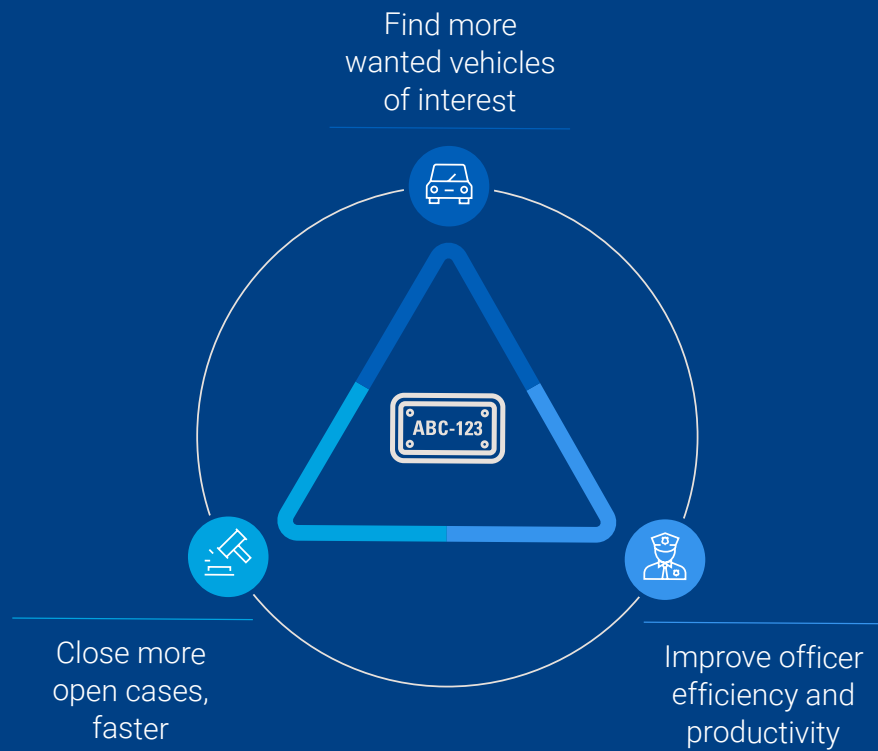 Find more
wanted vehicles
of interest
ABC-123
Close more
open cases,
faster
Improve officer
efficiency and
productivity